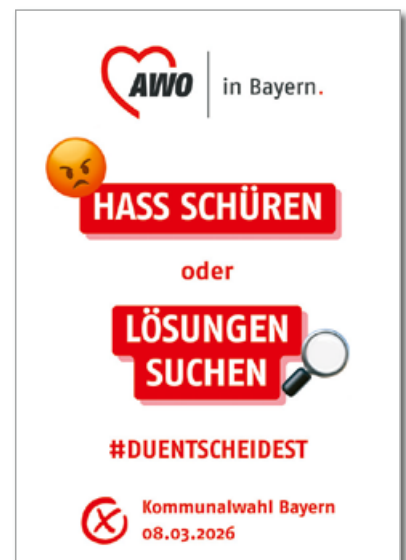 AWO in Bayern.
HASS SCHÜREN
oder
LÖSUNGEN
SUCHEN
#DUENTSCHEIDEST
Kommunalwahl Bayern
08.03.2026